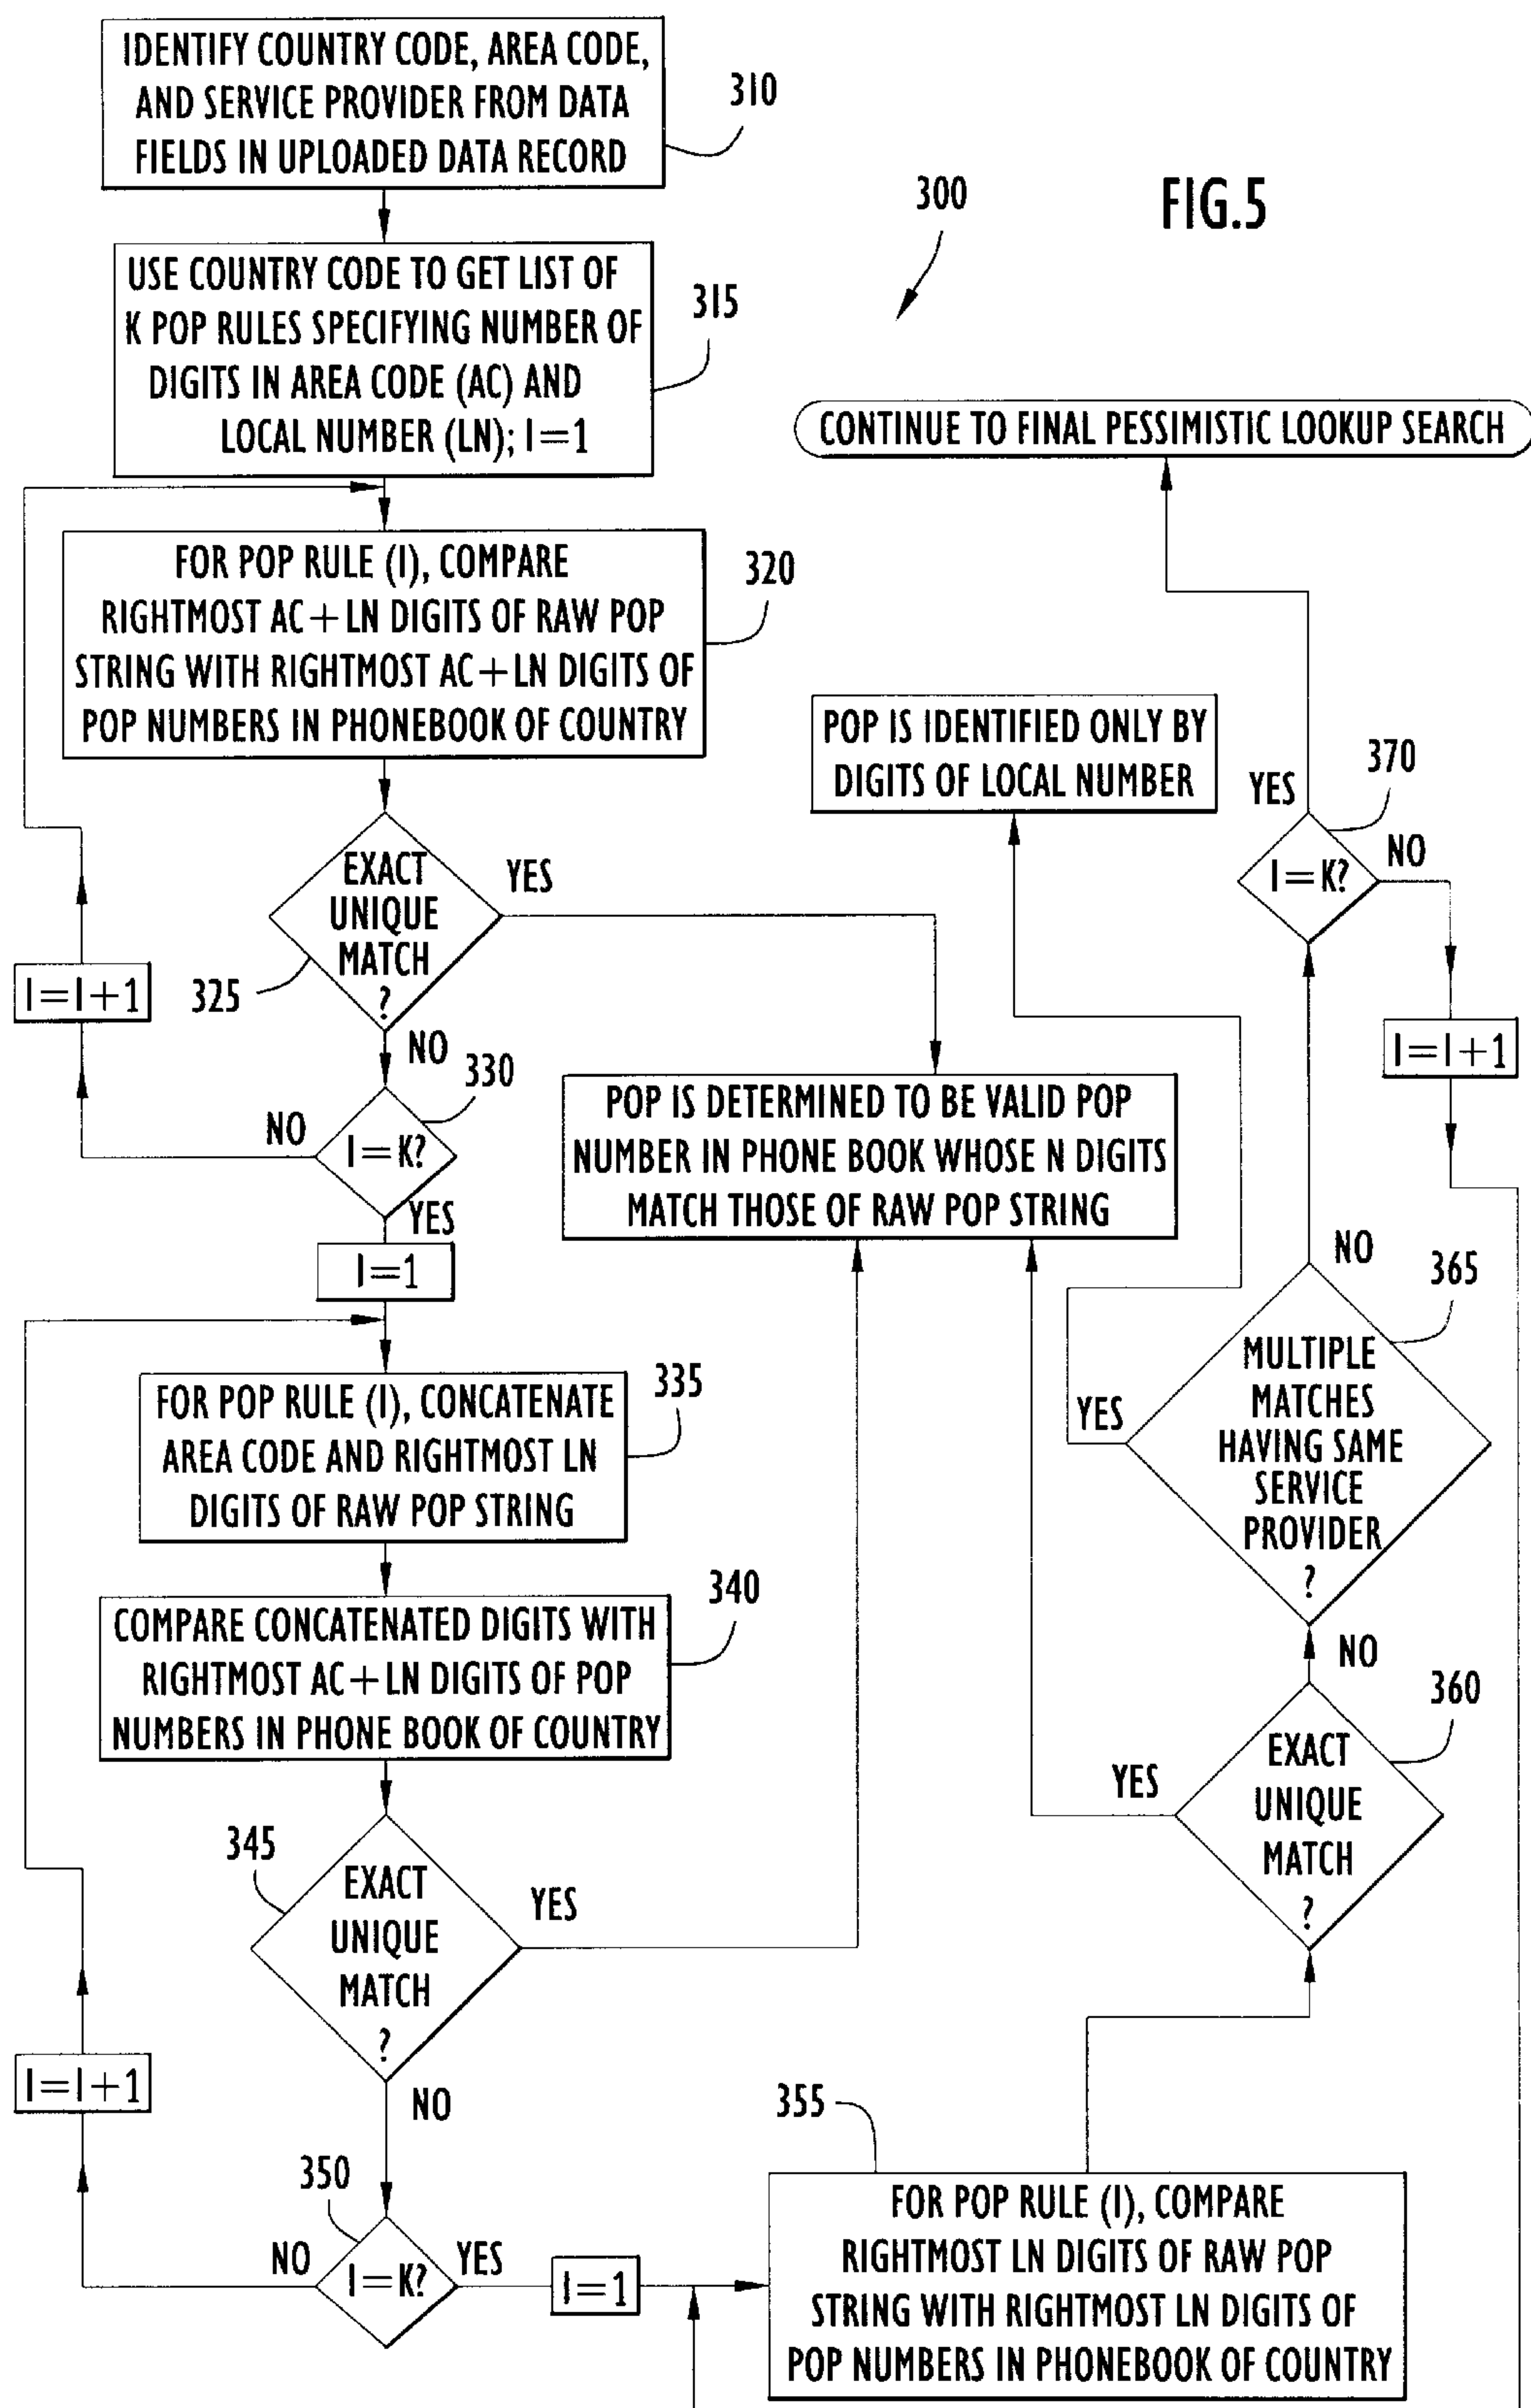 IDENTIFY COUNTRY CODE, AREA CODE,
AND SERVICE PROVIDER FROM DATA
FIELDS IN UPLOADED DATA RECORD
310
300
FIG.5
USE COUNTRY CODE TO GET LIST OF
K POP RULES SPECIFYING NUMBER OF
DIGITS IN AREA CODE (AC) AND
LOCAL NUMBER (LN); I=1
315
CONTINUE TO FINAL PESSIMISTIC LOOKUP SEARCH
FOR POP RULE (I), COMPARE
RIGHTMOST AC+LN DIGITS OF RAW POP
STRING WITH RIGHTMOST AC+LN DIGITS OF
POP NUMBERS IN PHONEBOOK OF COUNTRY
320
POP IS IDENTIFIED ONLY BY
DIGITS OF LOCAL NUMBER
370
YES
I=K?
NO
EXACT
UNIQUE
MATCH
?
YES
325
I=I+1
NO
330
I=I+1
NO
I=K?
YES
POP IS DETERMINED TO BE VALID POP
NUMBER IN PHONE BOOK WHOSE N DIGITS
MATCH THOSE OF RAW POP STRING
I=1
NO
365
MULTIPLE
MATCHES
HAVING SAME
SERVICE
PROVIDER
?
YES
FOR POP RULE (I), CONCATENATE
AREA CODE AND RIGHTMOST LN
DIGITS OF RAW POP STRING
335
COMPARE CONCATENATED DIGITS WITH
RIGHTMOST AC+LN DIGITS OF POP
NUMBERS IN PHONE BOOK OF COUNTRY
340
NO
360
EXACT
UNIQUE
MATCH
?
YES
345
EXACT
UNIQUE
MATCH
?
YES
I=I+1
NO
350
NO
I=K?
YES
I=1
355
FOR POP RULE (I), COMPARE
RIGHTMOST LN DIGITS OF RAW POP
STRING WITH RIGHTMOST LN DIGITS OF
POP NUMBERS IN PHONEBOOK OF COUNTRY